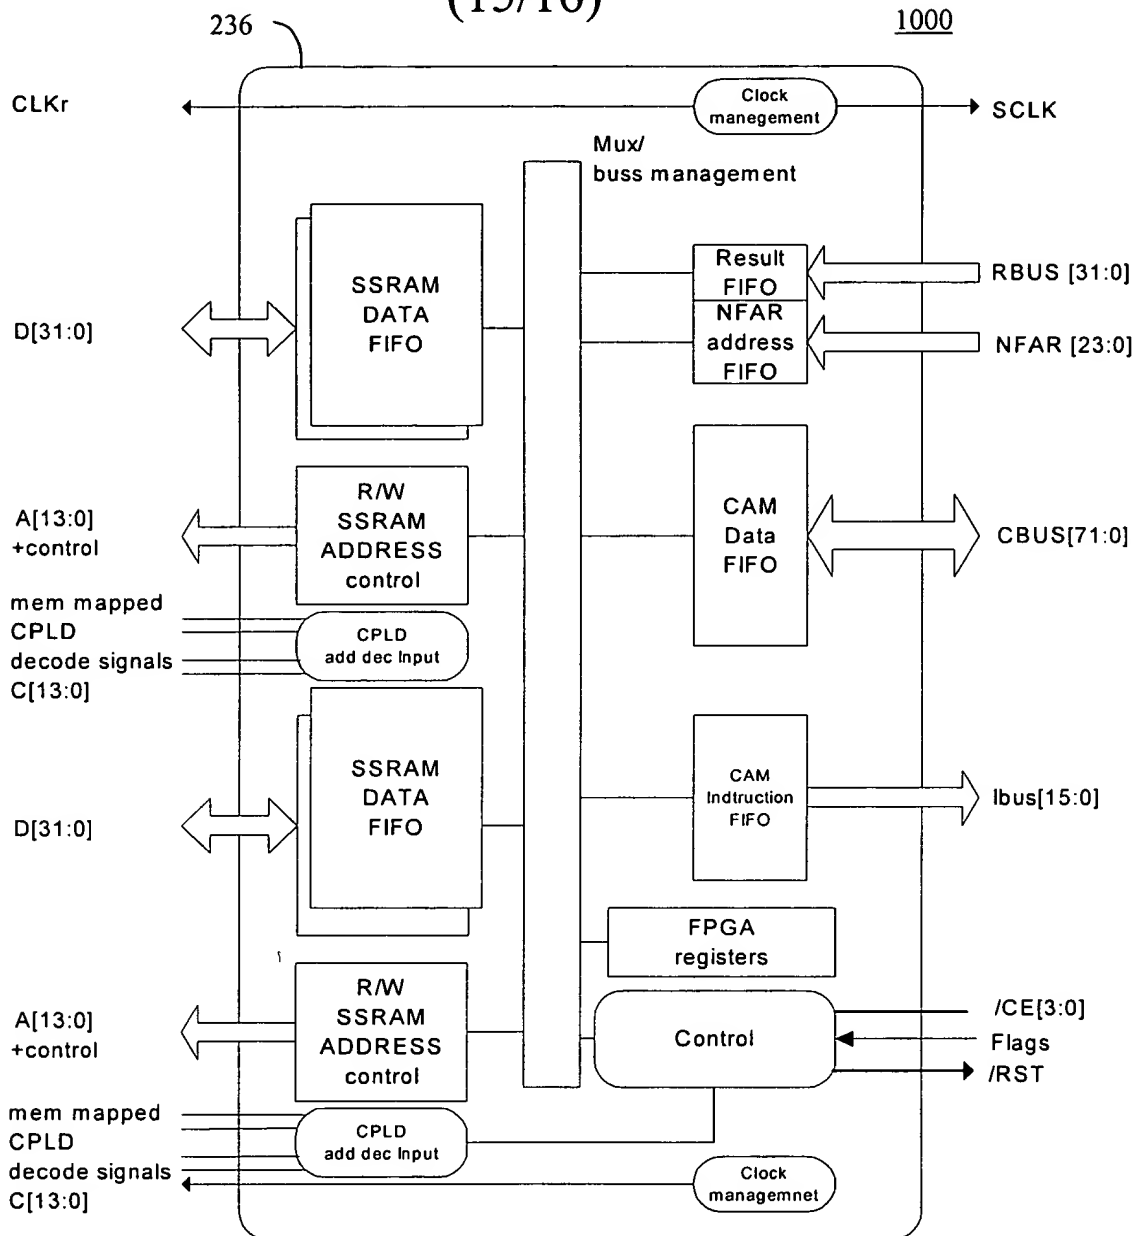 (15/16)
236
1000
CLKr
Clock
manegement
SCLK
Mux/
buss management
SSRAM
DATA
FIFO
D[31:0]
Result
FIFO
RBUS [31:0]
NFAR
address
FIFO
NFAR [23:0]
R/W
SSRAM
ADDRESS
control
A[13:0]
+control
CAM
Data
FIFO
CBUS[71:0]
mem mapped
CPLD
decode signals
C[13:0]
CPLD
add dec Input
SSRAM
DATA
FIFO
D[31:0]
CAM
Indtruction
FIFO
Ibus[15:0]
FPGA
registers
R/W
SSRAM
ADDRESS
control
A[13:0]
+control
Control
/CE[3:0]
Flags
/RST
mem mapped
CPLD
decode signals
C[13:0]
CPLD
add dec Input
Clock
managemnet